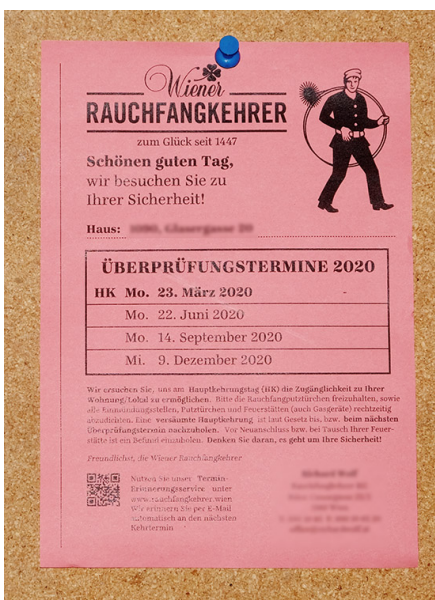 Wiener
RAUCHFANGKEHRER
zum Glück seit 1447
Schönen guten Tag,
wir besuchen Sie zu
Ihrer Sicherheit!
Haus:
ÜBERPRÜFUNGSTERMINE 2020
HK Mo. 23. März 2020
Mo. 22. Juni 2020
Mo. 14. September 2020
Mi. 9. Dezember 2020
Wir ersuchen Sie, uns am Hauptkehrungstag (HK) die Zugänglichkeit zu Ihrer
Wohnung/Lokal zu ermöglichen. Bitte die Rauchfangputztürchen freizuhalten, sowie
alle Einmündungsstellen, Putztürchen und Feuerstätten (auch Gasgeräte) rechtzeitig
abzudichten. Eine versäumte Hauptkehrung ist laut Gesetz bis, bzw. beim nächsten
Überprüfungstermin nachzuholen. Vor Neuanschluss bzw. bei Tausch Ihrer Feuer-
stätte ist ein Befund einzuholen. Denken Sie daran, es geht um Ihre Sicherheit!
Freundlichst, die Wiener Rauchfangkehrer
Nutzen Sie unser Termin-
Erinnerungsservice unter
www.rauchfangkehrer.wien
Wir erinnern Sie per E-Mail
automatisch an den nächsten
Kehrtermin